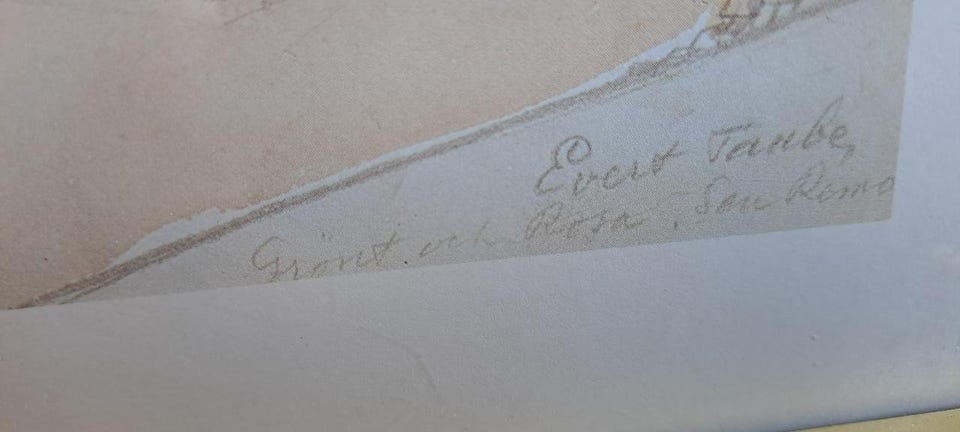 Evert Taube,
Grönt och Rosa. San Remo